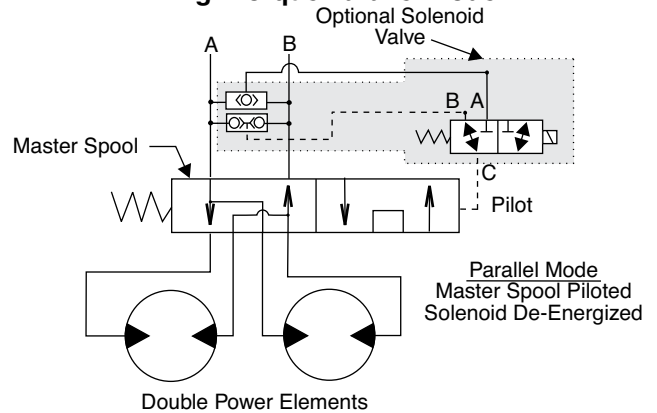 Optional Solenoid
Valve
A
B
B A
Master Spool
C
Pilot
Parallel Mode
Master Spool Piloted
Solenoid De-Energized
Double Power Elements